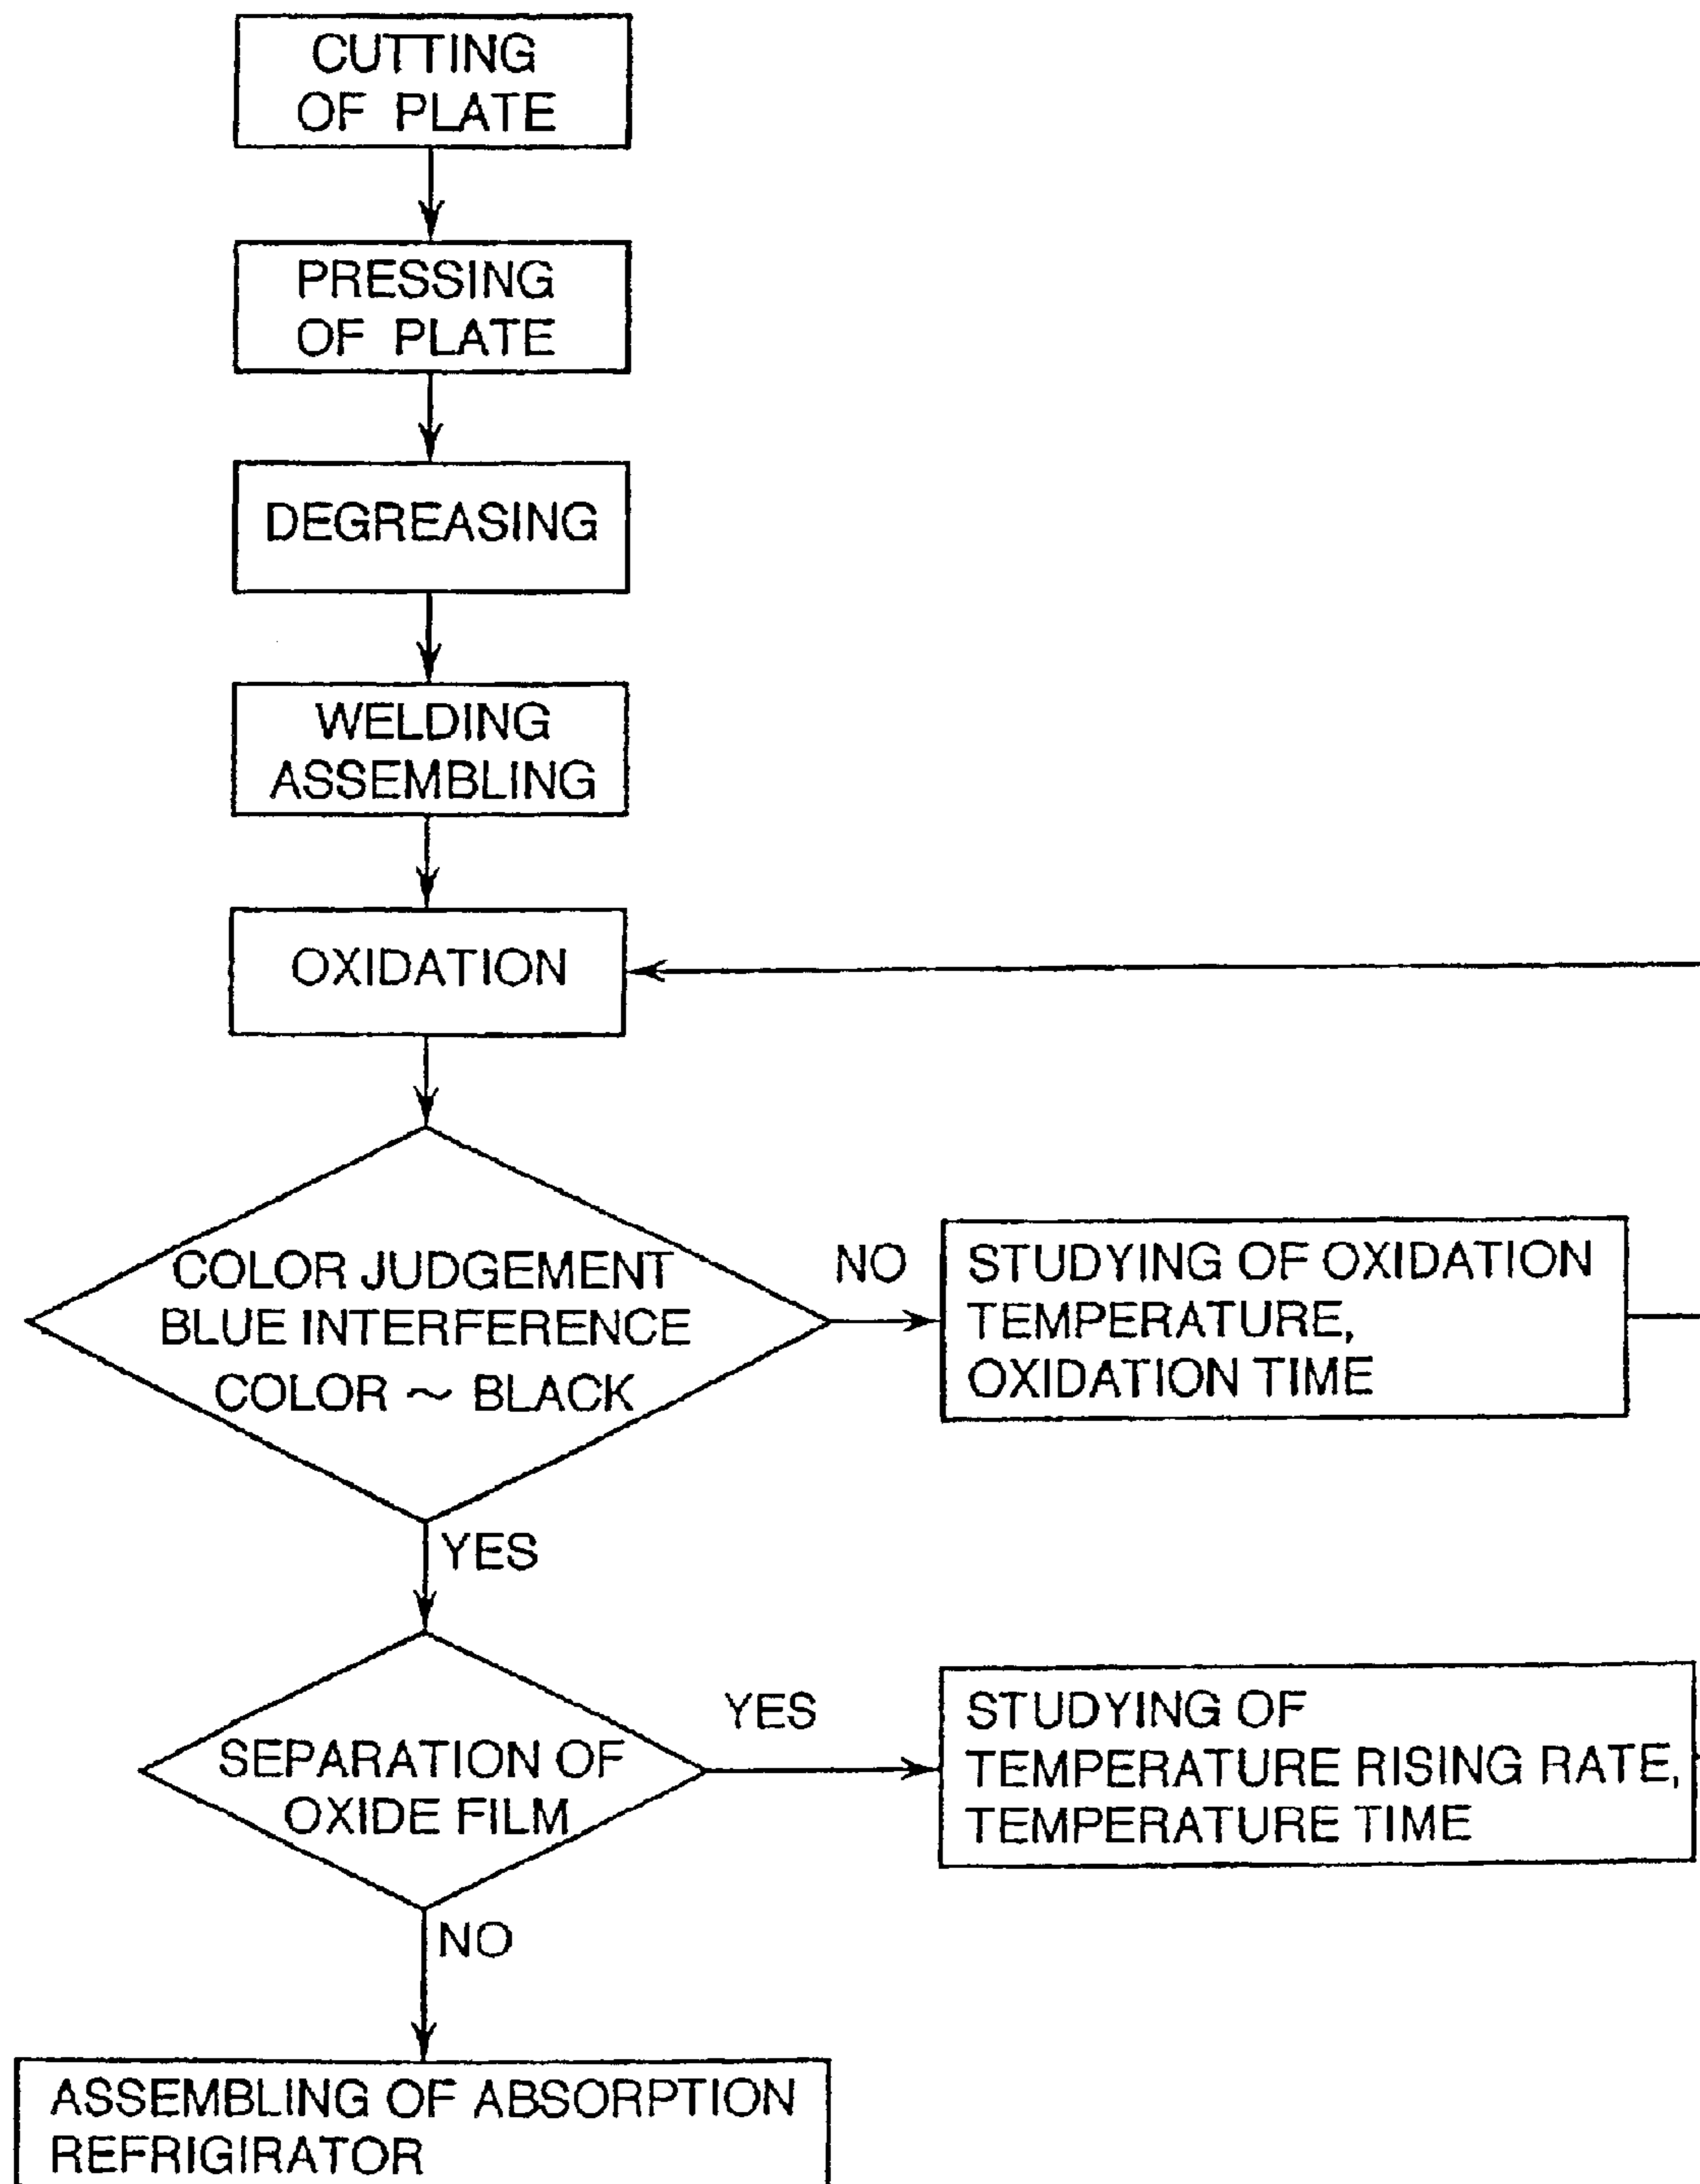 CUTTING
OF PLATE
PRESSING
OF PLATE
DEGREASING
WELDING
ASSEMBLING
OXIDATION
COLOR JUDGEMENT
BLUE INTERFERENCE
COLOR ~ BLACK
NO
STUDYING OF OXIDATION
TEMPERATURE,
OXIDATION TIME
YES
SEPARATION OF
OXIDE FILM
YES
STUDYING OF
TEMPERATURE RISING RATE,
TEMPERATURE TIME
NO
ASSEMBLING OF ABSORPTION
REFRIGIRATOR